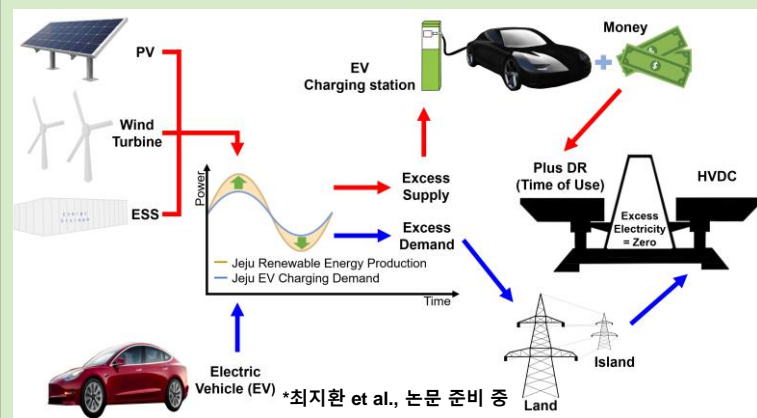 PV
Wind
Turbine
ESS
Energy
Storage
EV
Charging station
Money
Plus DR
(Time of Use)
HVDC
Excess
Electricity
= Zero
Power
Excess
Supply
Excess
Demand
Jeju Renewable Energy Production
Jeju EV Charging Demand
Time
Electric
Vehicle (EV)
Island
Land
*최지환 et al., 논문 준비 중